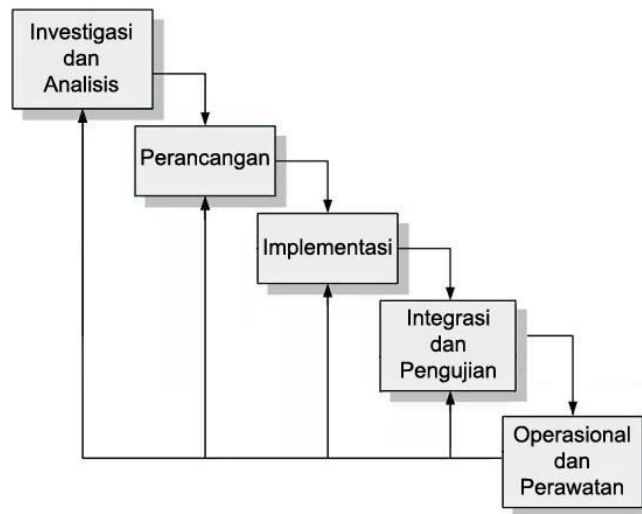 Investigasi
dan
Analisis
Perancangan
Implementasi
Integrasi
dan
Pengujian
Operasional
dan
Perawatan